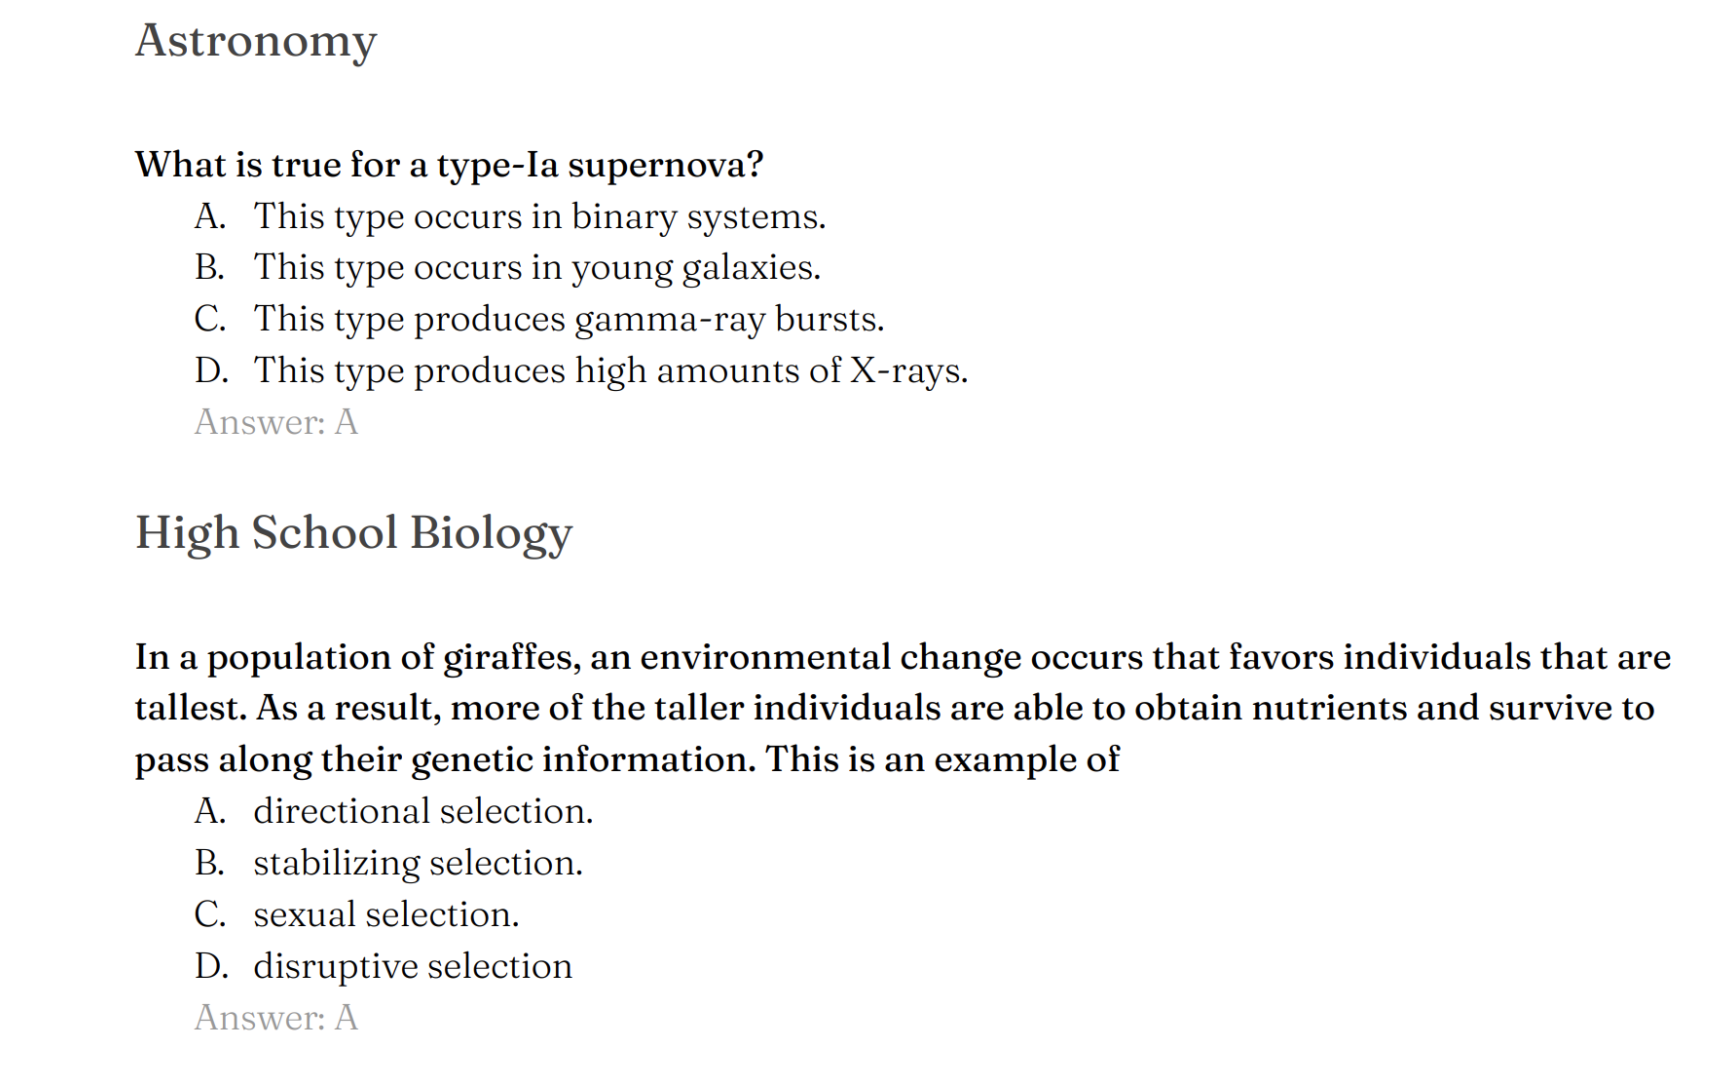 Astronomy
What is true for a type-Ia supernova?
A. This type occurs in binary systems.
B. This type occurs in young galaxies.
C. This type produces gamma-ray bursts.
D. This type produces high amounts of X-rays.
Answer: A
High School Biology
In a population of giraffes, an environmental change occurs that favors individuals that are
tallest. As a result, more of the taller individuals are able to obtain nutrients and survive to
pass along their genetic information. This is an example of
A. directional selection.
B. stabilizing selection.
C. sexual selection.
D. disruptive selection
Answer: A